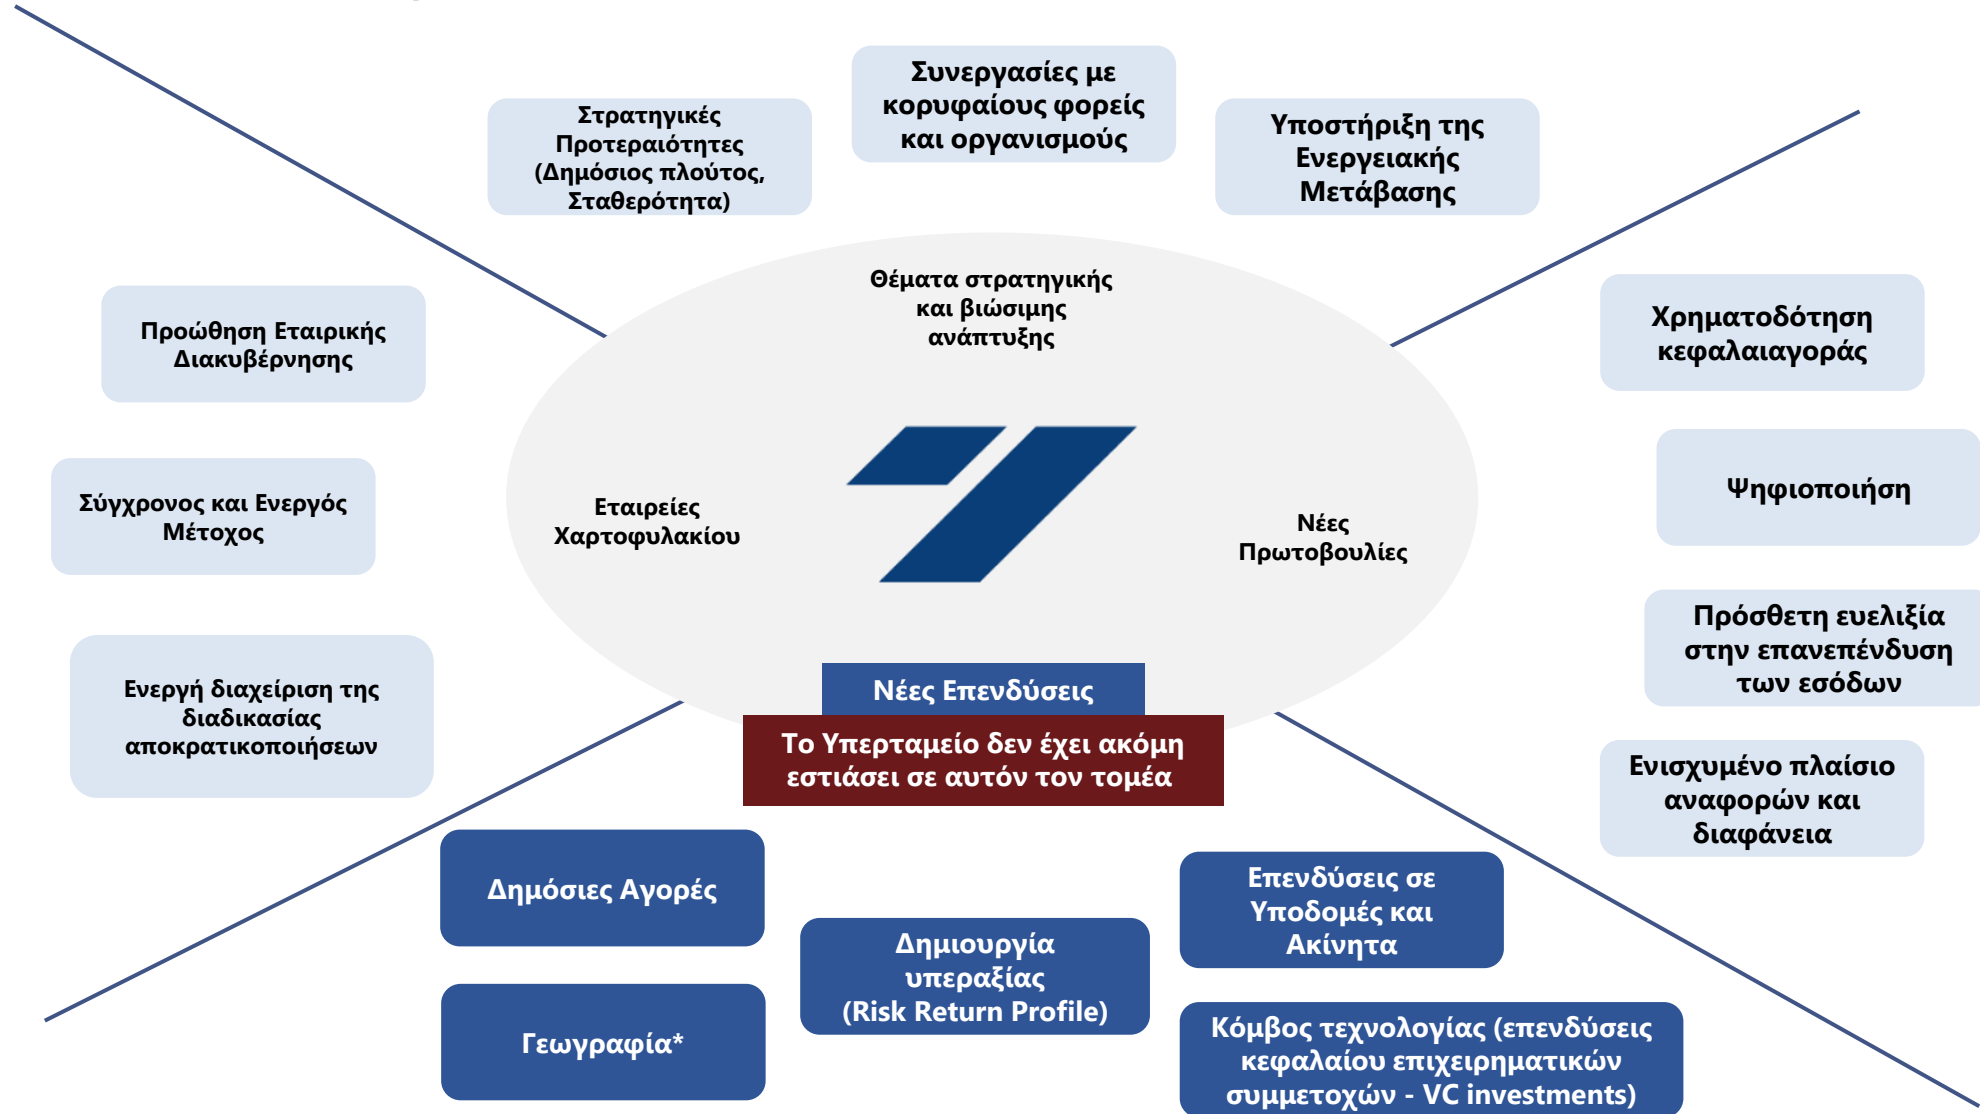 Συνεργασίες με
κορυφαίους φορείς
και οργανισμούς
Στρατηγικές
Προτεραιότητες
(Δημόσιος πλούτος,
Σταθερότητα)
Υποστήριξη της
Ενεργειακής
Μετάβασης
Θέματα στρατηγικής
και βιώσιμης
ανάπτυξης
Προώθηση Εταιρικής
Διακυβέρνησης
Σύγχρονος και Ενεργός
Μέτοχος
Ενεργή διαχείριση της
διαδικασίας
αποκρατικοποιήσεων
Εταιρείες
Χαρτοφυλακίου
Νέες
Πρωτοβουλίες
Χρηματοδότηση
κεφαλαιαγοράς
Ψηφιοποιήση
Πρόσθετη ευελιξία
στην επανεπένδυση
των εσόδων
Ενισχυμένο πλαίσιο
αναφορών και
διαφάνεια
Νέες Επενδύσεις
Το Υπερταμείο δεν έχει ακόμη
εστιάσει σε αυτόν τον τομέα
Δημόσιες Αγορές
Γεωγραφία*
Δημιουργία
υπεραξίας
(Risk Return Profile)
Επενδύσεις σε
Υποδομές και
Ακίνητα
Κόμβος τεχνολογίας (επενδύσεις
κεφαλαίου επιχειρηματικών
συμμετοχών - VC investments)